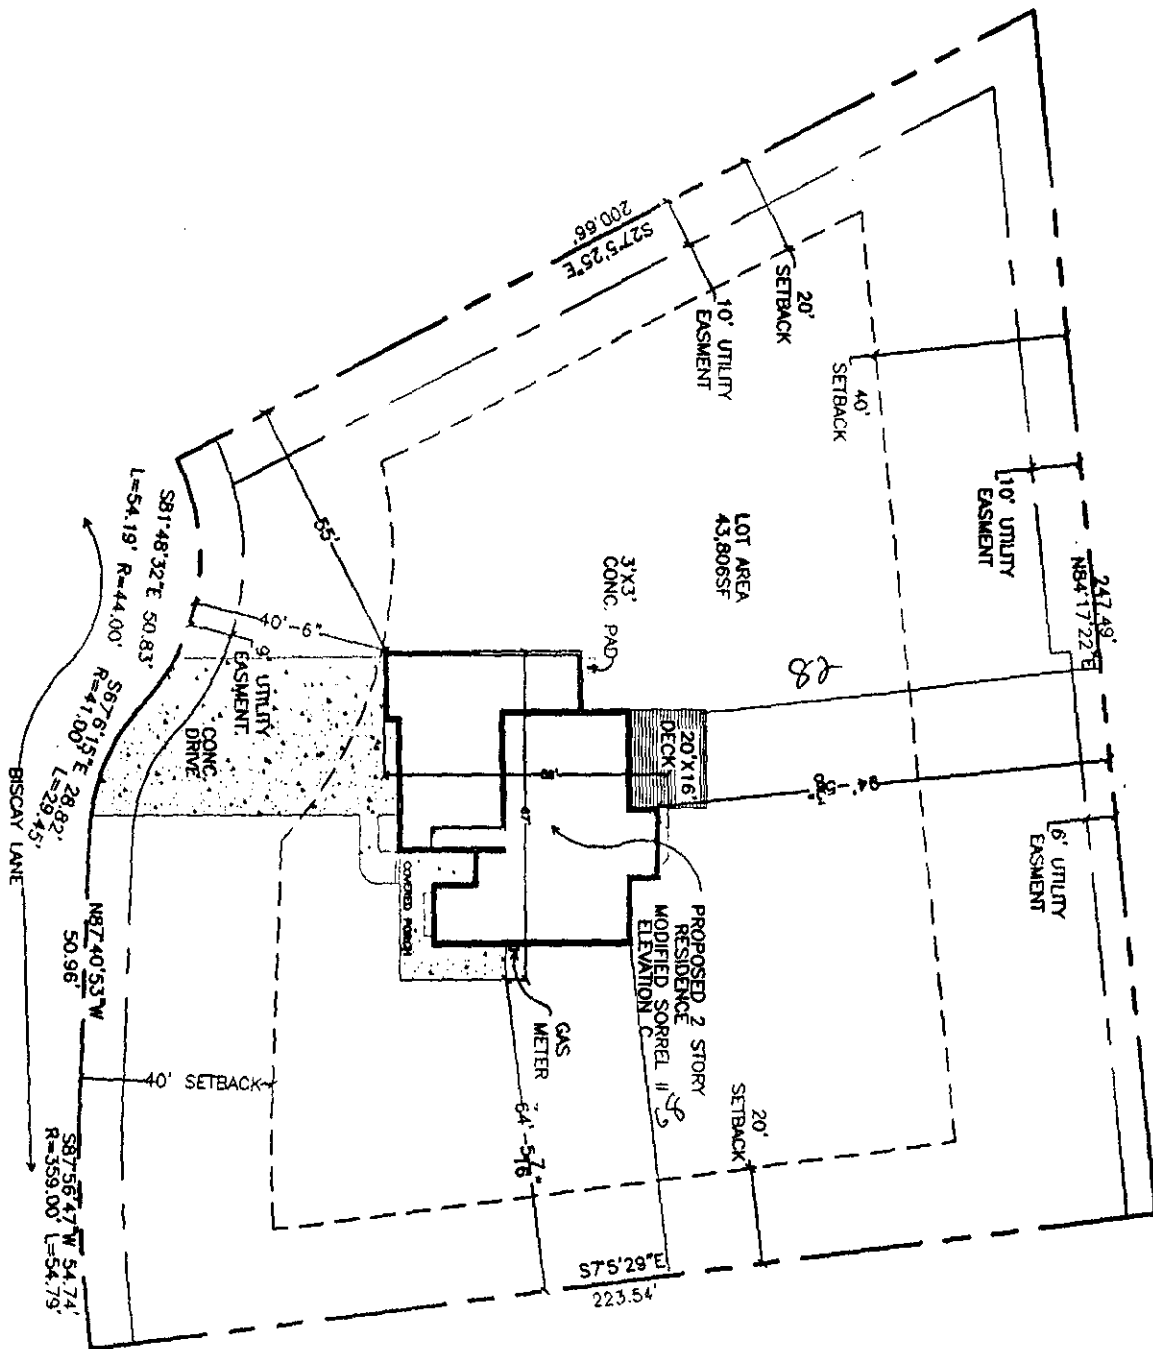 200.66'
S27°5'25"E
20'
SETBACK
10' UTILITY
EASMENT
40'
SETBACK
10' UTILITY
EASMENT
247.49'
N84°17'22"E
LOT AREA
43,806SF
3'X3'
CONC. PAD
55'
40'-6"
9' UTILITY
EASMENT.
CONC.
DRIVE
20'X16'
DECK
67'
COVERED PORCH
6' UTILITY
EASMENT
PROPOSED 2 STORY
RESIDENCE
MODIFIED SORREL II
ELEVATION C
GAS
METER
20'
SETBACK
40' SETBACK
S7°5'29"E
223.54'
S81°48'32"E 50.83'
L=54.19' R=44.00'
S67°6'15"E 28.82'
R=41.00' L=29.45'
BISCAY LANE
N87°40'53"W
50.96'
S87°56'47"W 54.74'
R=359.00' L=54.79'